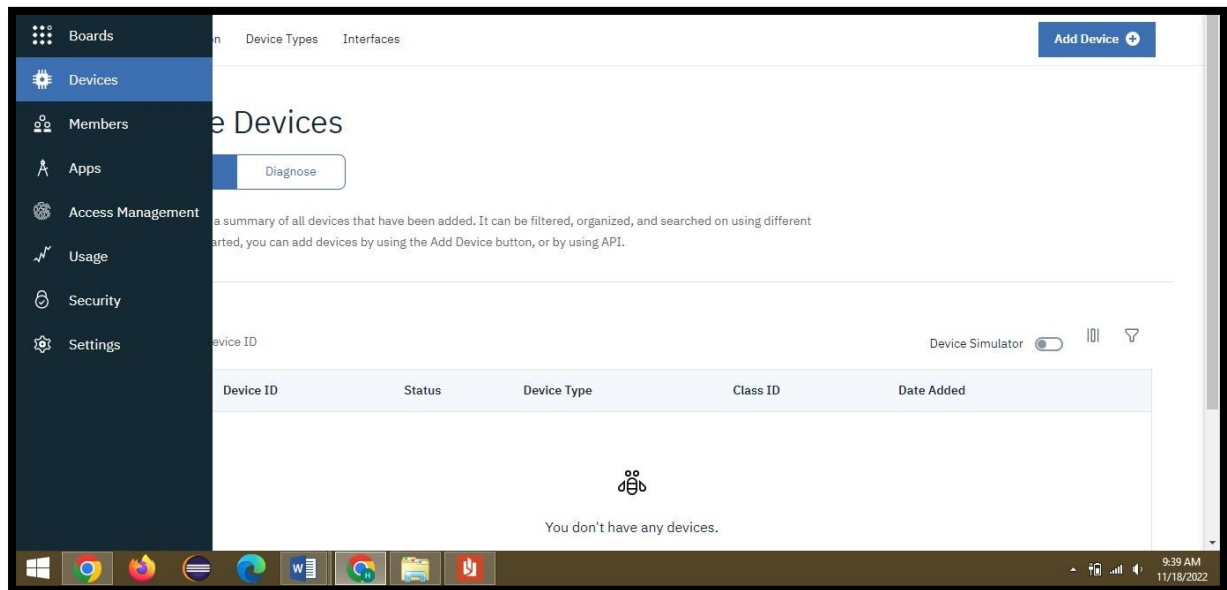 Boards
Devices
Members
Apps
Access Management
Usage
Security
Settings
n Device Types Interfaces
Add Device
e Devices
Diagnose
a summary of all devices that have been added. It can be filtered, organized, and searched on using different
arted, you can add devices by using the Add Device button, or by using API.
evice ID
Device Simulator
Device ID Status Device Type Class ID Date Added
You don't have any devices.
9:39 AM
11/18/2022